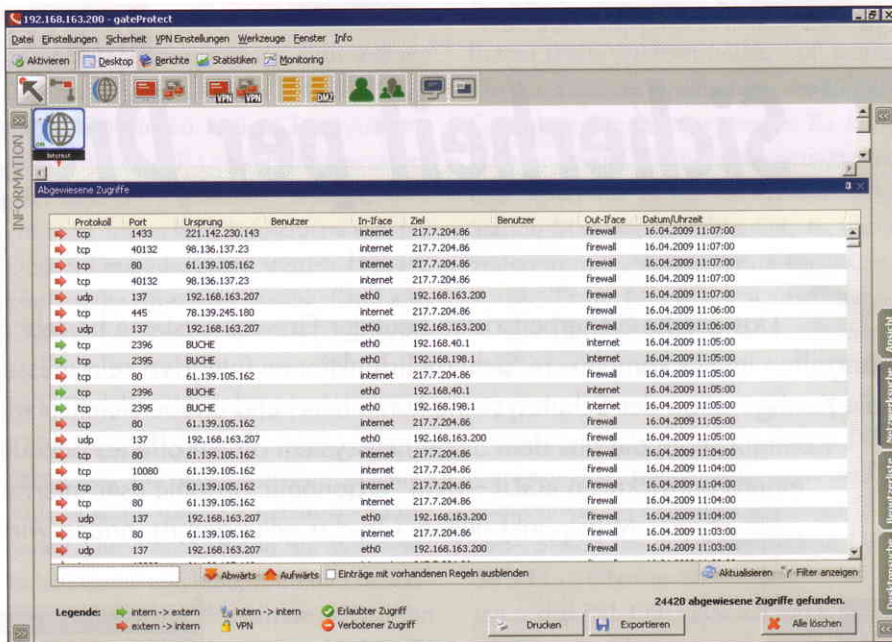 192.168.163.200 - gateProtect
Datei Einstellungen Sicherheit VPN Einstellungen Werkzeuge Fenster Info
Aktivieren Desktop Berichte Statistiken Monitoring
VPN VPN DMZ
INFORMATION
ON
Internet
Abgewiesene Zugriffe
Protokoll Port Ursprung Benutzer In-Iface Ziel Benutzer Out-Iface Datum/Uhrzeit
tcp 1433 221.142.230.143 internet 217.7.204.86 firewall 16.04.2009 11:07:00
tcp 40132 98.136.137.23 internet 217.7.204.86 firewall 16.04.2009 11:07:00
tcp 80 61.139.105.162 internet 217.7.204.86 firewall 16.04.2009 11:07:00
tcp 40132 98.136.137.23 internet 217.7.204.86 firewall 16.04.2009 11:07:00
udp 137 192.168.163.207 eth0 192.168.163.200 firewall 16.04.2009 11:07:00
tcp 445 78.139.245.180 internet 217.7.204.86 firewall 16.04.2009 11:06:00
udp 137 192.168.163.207 eth0 192.168.163.200 firewall 16.04.2009 11:06:00
tcp 2396 BUCHE eth0 192.168.40.1 internet 16.04.2009 11:05:00
tcp 2395 BUCHE eth0 192.168.198.1 internet 16.04.2009 11:05:00
tcp 80 61.139.105.162 internet 217.7.204.86 firewall 16.04.2009 11:05:00
tcp 2396 BUCHE eth0 192.168.40.1 internet 16.04.2009 11:05:00
tcp 2395 BUCHE eth0 192.168.198.1 internet 16.04.2009 11:05:00
tcp 80 61.139.105.162 internet 217.7.204.86 firewall 16.04.2009 11:05:00
udp 137 192.168.163.207 eth0 192.168.163.200 firewall 16.04.2009 11:05:00
tcp 80 61.139.105.162 internet 217.7.204.86 firewall 16.04.2009 11:04:00
tcp 10080 61.139.105.162 internet 217.7.204.86 firewall 16.04.2009 11:04:00
tcp 80 61.139.105.162 internet 217.7.204.86 firewall 16.04.2009 11:04:00
tcp 80 61.139.105.162 internet 217.7.204.86 firewall 16.04.2009 11:04:00
udp 137 192.168.163.207 eth0 192.168.163.200 firewall 16.04.2009 11:04:00
tcp 80 61.139.105.162 internet 217.7.204.86 firewall 16.04.2009 11:03:00
udp 137 192.168.163.207 eth0 192.168.163.200 firewall 16.04.2009 11:03:00
Abwärts Aufwärts Einträge mit vorhandenen Regeln ausblenden Aktualisieren Filter anzeigen
24420 abgewiesene Zugriffe gefunden.
Legende: intern -> extern intern -> intern Erlaubter Zugriff
extern -> intern VPN Verbotener Zugriff
Drucken Exportieren Alle löschen
Ansicht